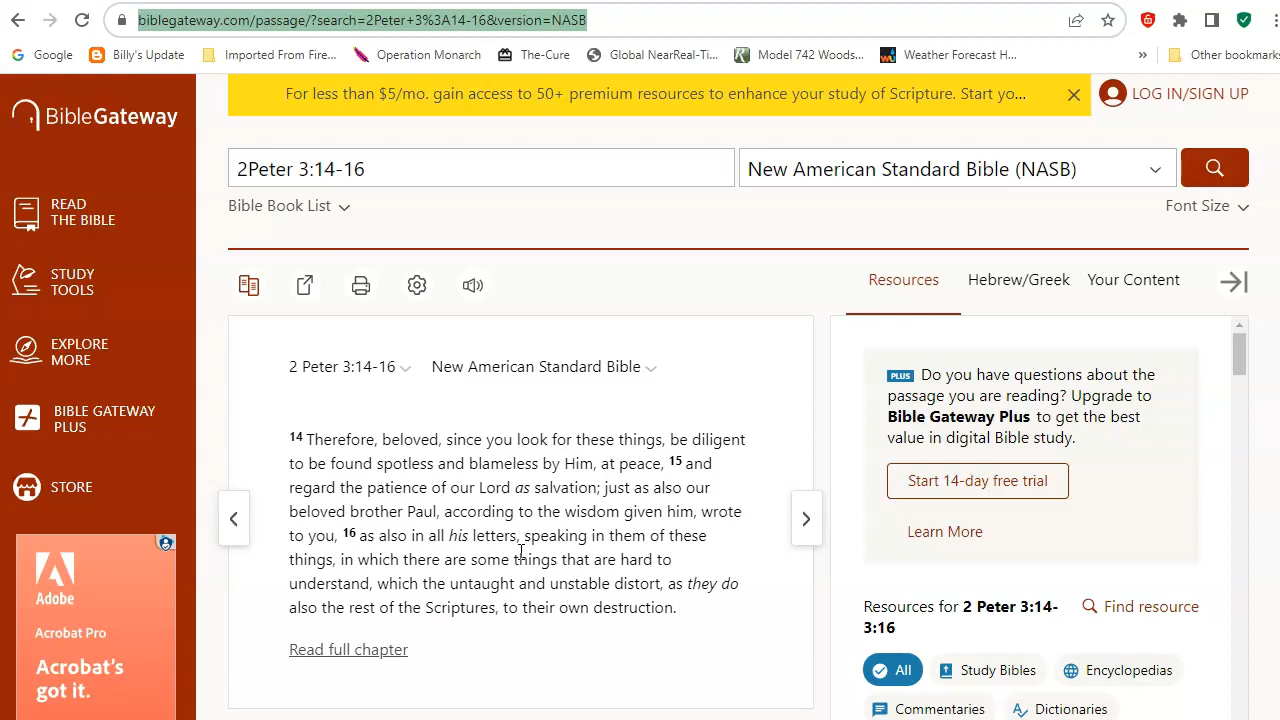 biblegateway.com/passage/?search=2Peter+3%3A14-16&version=NASB
Google
Billy's Update
Imported From Fire...
Operation Monarch
The-Cure
Global NearReal-Ti...
Model 742 Woods...
Weather Forecast H...
»
Other bookmarks
BibleGateway
For less than $5/mo. gain access to 50+ premium resources to enhance your study of Scripture. Start yo...
LOG IN/SIGN UP
2Peter 3:14-16
New American Standard Bible (NASB)
Bible Book List
Font Size
READ
THE BIBLE
STUDY
TOOLS
EXPLORE
MORE
BIBLE GATEWAY
PLUS
STORE
Adobe
Acrobat Pro
Acrobat's
got it.
Resources
Hebrew/Greek
Your Content
2 Peter 3:14-16
New American Standard Bible
14 Therefore, beloved, since you look for these things, be diligent
to be found spotless and blameless by Him, at peace, 15 and
regard the patience of our Lord as salvation; just as also our
beloved brother Paul, according to the wisdom given him, wrote
to you, 16 as also in all his letters, speaking in them of these
things, in which there are some things that are hard to
understand, which the untaught and unstable distort, as they do
also the rest of the Scriptures, to their own destruction.
Read full chapter
PLUS Do you have questions about the
passage you are reading? Upgrade to
Bible Gateway Plus to get the best
value in digital Bible study.
Start 14-day free trial
Learn More
Resources for 2 Peter 3:14-
3:16
Find resource
All
Study Bibles
Encyclopedias
Commentaries
Dictionaries